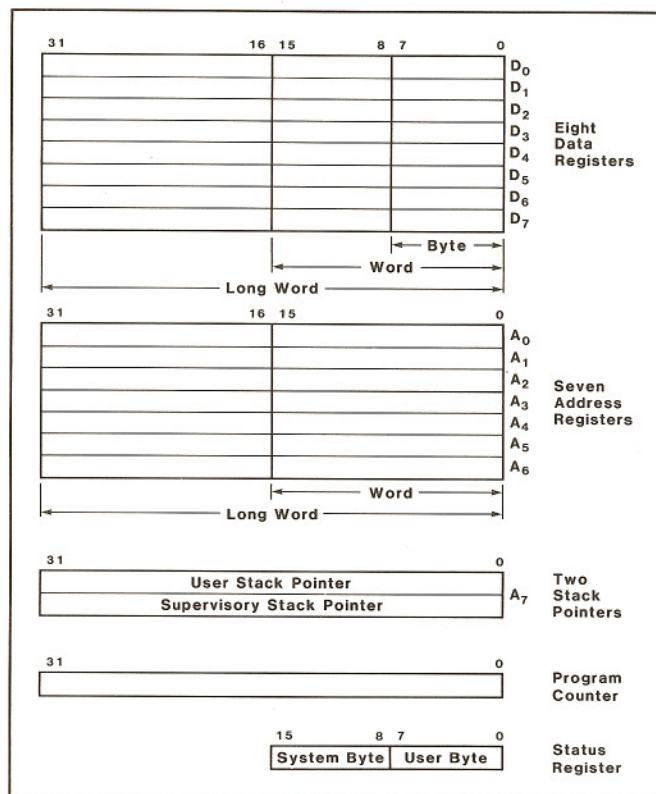 31 16 15 8 7 0
D0
D1
D2
D3
D4
D5
D6
D7
Eight
Data
Registers
Byte
Word
Long Word
31 16 15 0
A0
A1
A2
A3
A4
A5
A6
Seven
Address
Registers
Word
Long Word
31 0
User Stack Pointer
Supervisory Stack Pointer
A7
Two
Stack
Pointers
31 0
Program
Counter
15 8 7 0
System Byte User Byte
Status
Register